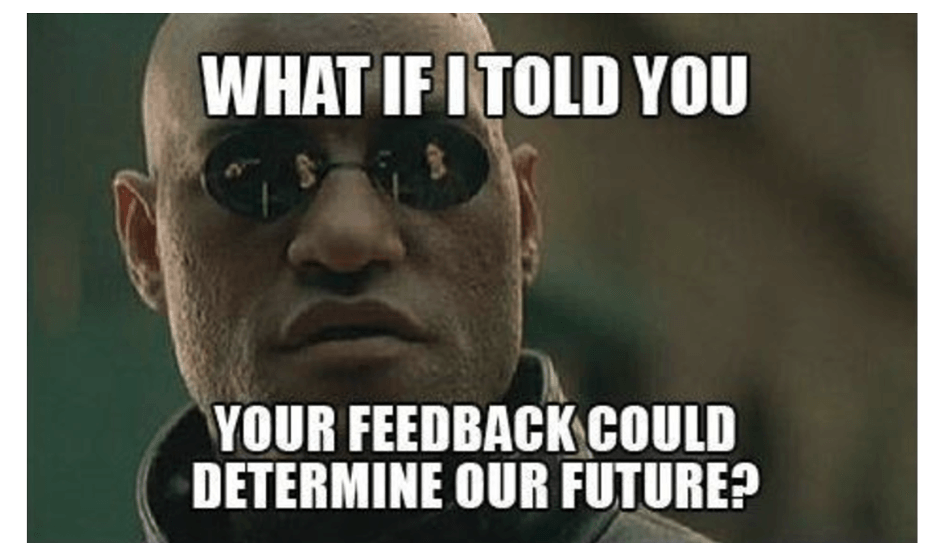 WHAT IF I TOLD YOU
YOUR FEEDBACK COULD
DETERMINE OUR FUTURE?